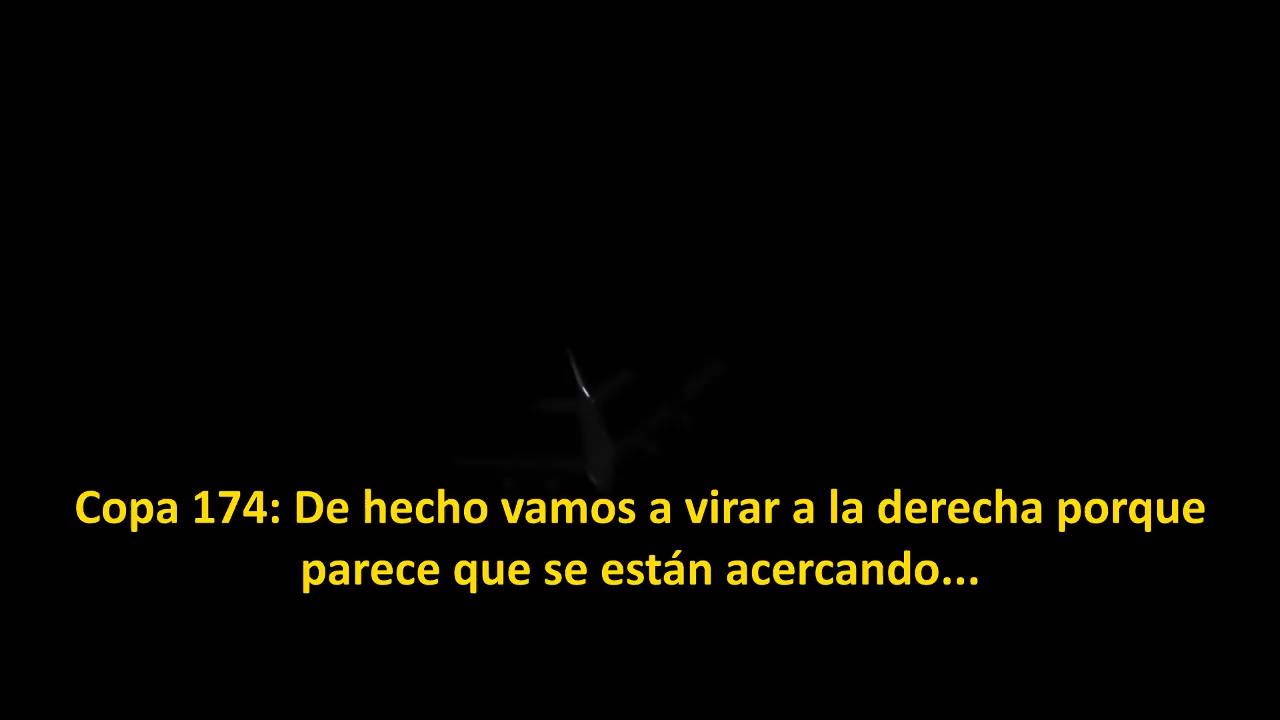 Copa 174: De hecho vamos a virar a la derecha porque
parece que se están acercando...